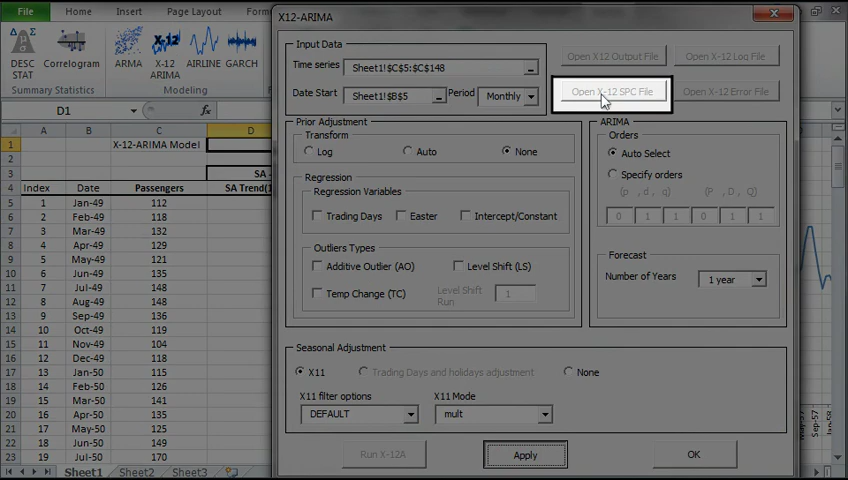 File Home Insert Page Layout Fo
DESC STAT
Correlogram
ARMA
X-12
X-12 ARIMA
AIRLINE
GARCH
Summary Statistics
D1
fx
A B C D
X-12-ARIMA Model
SA -
Index Date Passengers SA Trend(1
1
2
3
4
5 1 Jan-49 112
6 2 Feb-49 118
7 3 Mar-49 132
8 4 Apr-49 129
9 5 May-49 121
10 6 Jun-49 135
11 7 Jul-49 148
12 8 Aug-49 148
13 9 Sep-49 136
14 10 Oct-49 119
15 11 Nov-49 104
16 12 Dec-49 118
17 13 Jan-50 115
18 14 Feb-50 126
19 15 Mar-50 141
20 16 Apr-50 135
21 17 May-50 125
22 18 Jun-50 149
23 19 Jul-50 170
Sheet1 Sheet2 Sheet3
X12-ARIMA
Input Data
Time series Sheet1!$C$5:$C$148
Date Start Sheet1!$B$5 Period Monthly
Open X12 Output File Open X-12 Log File
Open X-12 SPC File Open X-12 Error File
Prior Adjustment
Transform
Log Auto None
Regression
Regression Variables
Trading Days Easter Intercept/Constant
Outliers Types
Additive Outlier (AO) Level Shift (LS)
Temp Change (TC) Level Shift Run 1
ARIMA
Orders
Auto Select
Specify orders
(p , d , q) (P , D , Q)
0 1 1 0 1 1
Forecast
Number of Years 1 year
Seasonal Adjustment
X11 Trading Days and holidays adjustment None
X11 filter options X11 Mode
DEFAULT mult
Run X-12A Apply OK
Sep-57
Jan-58